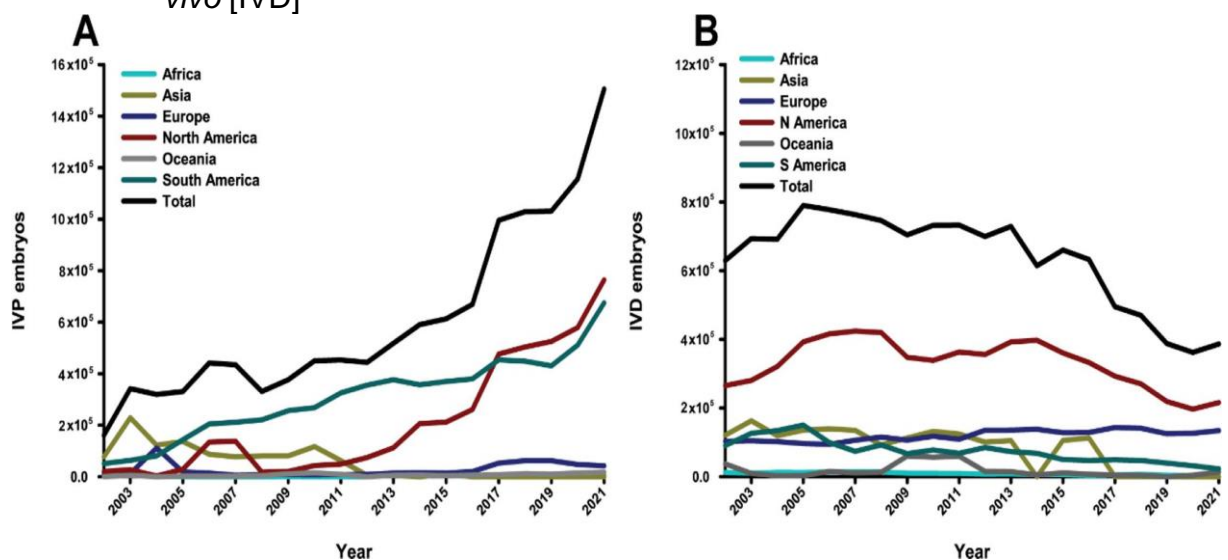 vivo [IVD]
A
16x10⁵
14x10⁵
12x10⁵
10x10⁵
8x10⁵
6x10⁵
4x10⁵
2x10⁵
0.0
IVP embryos
Africa
Asia
Europe
North America
Oceania
South America
Total
2003
2005
2007
2009
2011
2013
2015
2017
2019
2021
Year
B
12x10⁵
10x10⁵
8x10⁵
6x10⁵
4x10⁵
2x10⁵
0.0
IVD embryos
Africa
Asia
Europe
N America
Oceania
S America
Total
2003
2005
2007
2009
2011
2013
2015
2017
2019
2021
Year